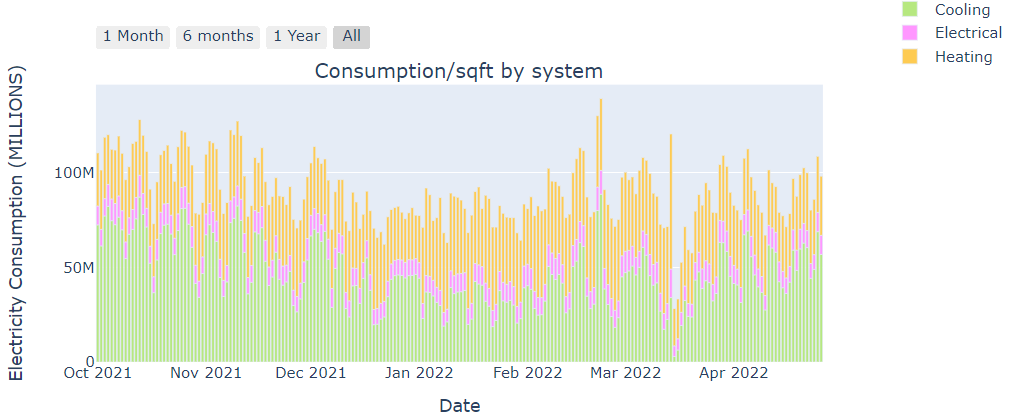 1 Month 6 months 1 Year All
Cooling
Electrical
Heating
Consumption/sqft by system
Electricity Consumption (MILLIONS)
100M
50M
0
Oct 2021 Nov 2021 Dec 2021 Jan 2022 Feb 2022 Mar 2022 Apr 2022
Date